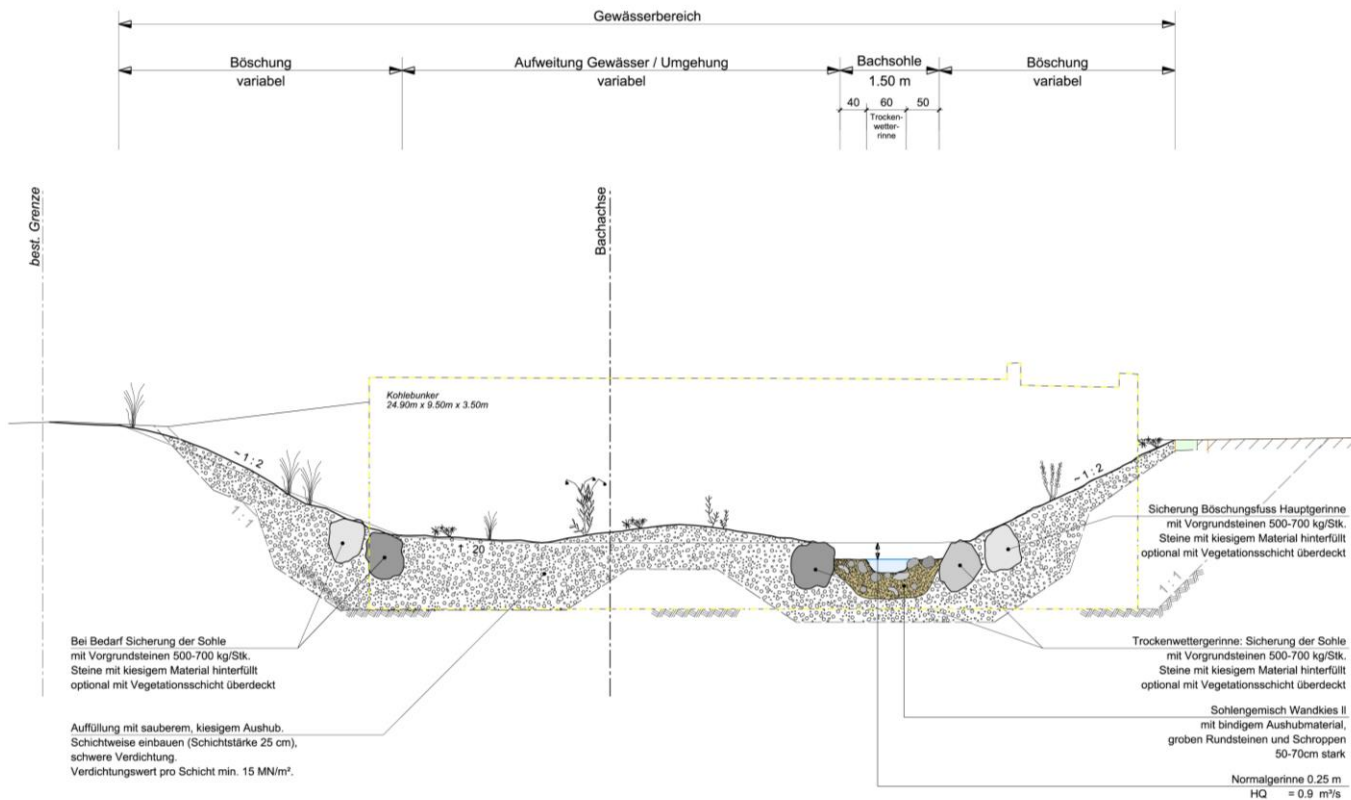 Gewässerbereich
Böschung
variabel
Aufweitung Gewässer / Umgehung
variabel
Bachsohle
1.50 m
Böschung
variabel
40 60 50
Trocken-
wetter-
rinne
best. Grenze
Bachachse
Kohlebunker
24.90m x 9.50m x 3.50m
~1:2
1:1
1:20
~1:2
1:1
Sicherung Böschungsfuss Hauptgerinne
mit Vorgrundsteinen 500-700 kg/Stk.
Steine mit kiesigem Material hinterfüllt
optional mit Vegetationsschicht überdeckt
Bei Bedarf Sicherung der Sohle
mit Vorgrundsteinen 500-700 kg/Stk.
Steine mit kiesigem Material hinterfüllt
optional mit Vegetationsschicht überdeckt
Auffüllung mit sauberem, kiesigem Aushub.
Schichtweise einbauen (Schichtstärke 25 cm),
schwere Verdichtung.
Verdichtungswert pro Schicht min. 15 MN/m².
Trockenwettergerinne: Sicherung der Sohle
mit Vorgrundsteinen 500-700 kg/Stk.
Steine mit kiesigem Material hinterfüllt
optional mit Vegetationsschicht überdeckt
Sohlengemisch Wandkies II
mit bindigem Aushubmaterial,
groben Rundsteinen und Schroppen
50-70cm stark
Normalgerinne 0.25 m
HQ = 0.9 m³/s